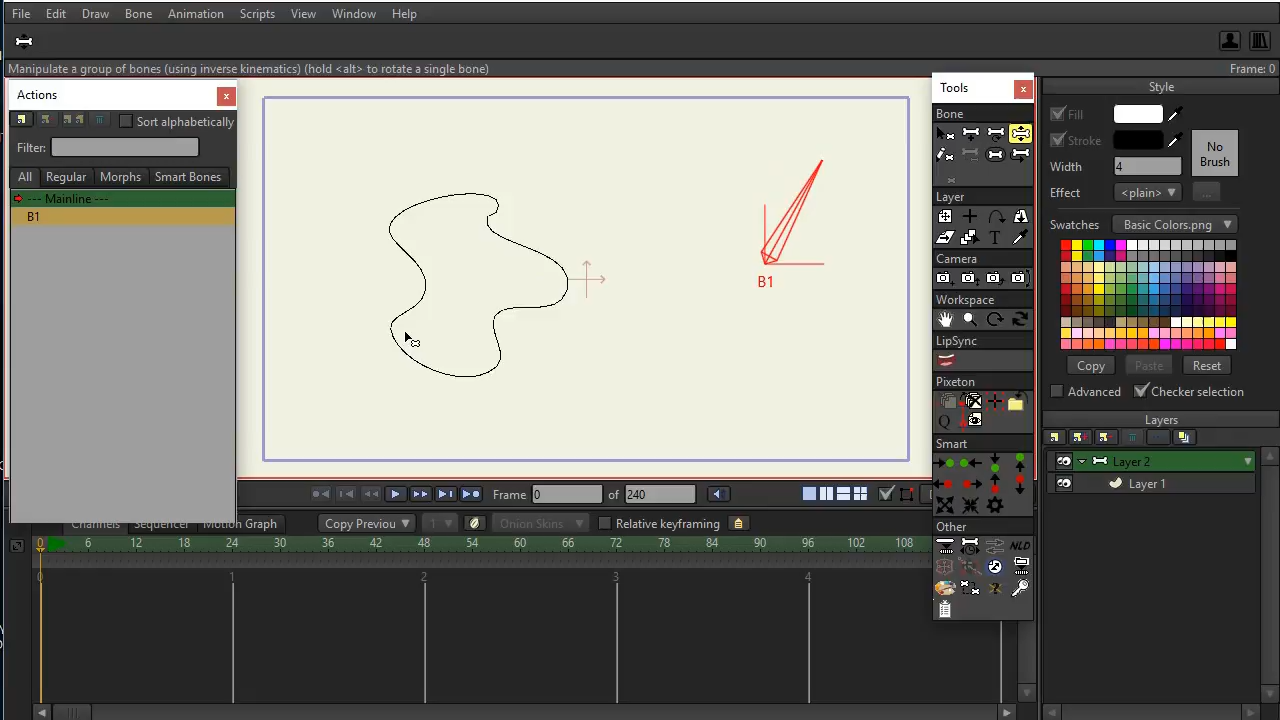 File Edit Draw Bone Animation Scripts View Window Help
Manipulate a group of bones (using inverse kinematics) (hold <alt> to rotate a single bone) Frame: 0
Actions
Sort alphabetically
Filter:
All Regular Morphs Smart Bones
--- Mainline ---
B1
B1
Tools
Bone
Layer
Camera
Workspace
LipSync
Pixeton
Smart
Other
NLD
Style
Fill
Stroke
No Brush
Width 4
Effect <plain> ...
Swatches Basic Colors.png
Copy Paste Reset
Advanced Checker selection
Layers
Layer 2
Layer 1
Frame 0 of 240
Channels Sequencer Motion Graph Copy Previou 1 Onion Skins Relative keyframing
0 6 12 18 24 30 36 42 48 54 60 66 72 78 84 90 96 102 108
0 1 2 3 4